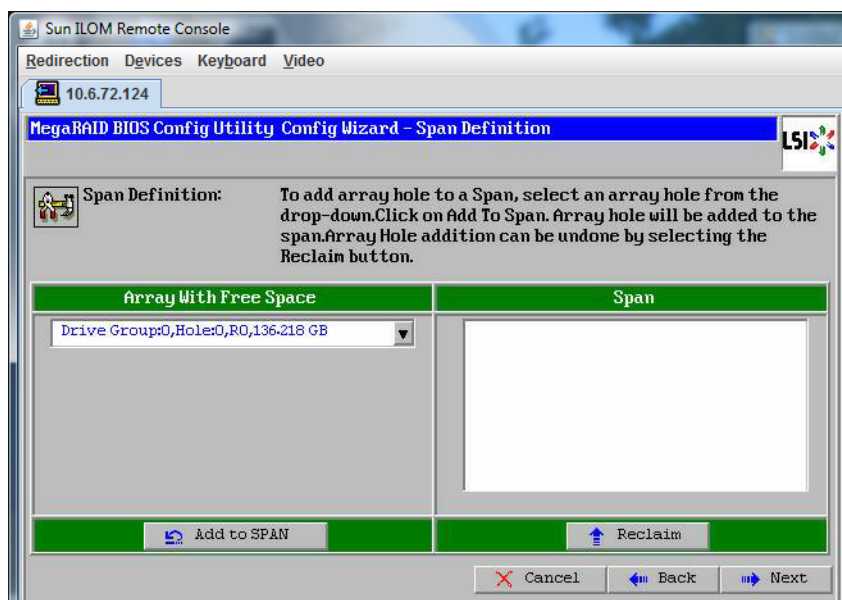 Sun ILOM Remote Console
Redirection Devices Keyboard Video
10.6.72.124
MegaRAID BIOS Config Utility Config Wizard - Span Definition
LSI
Span Definition:
To add array hole to a Span, select an array hole from the
drop-down.Click on Add To Span. Array hole will be added to the
span.Array Hole addition can be undone by selecting the
Reclaim button.
Array With Free Space
Span
Drive Group:0,Hole:0,R0,136.218 GB
Add to SPAN
Reclaim
Cancel
Back
Next